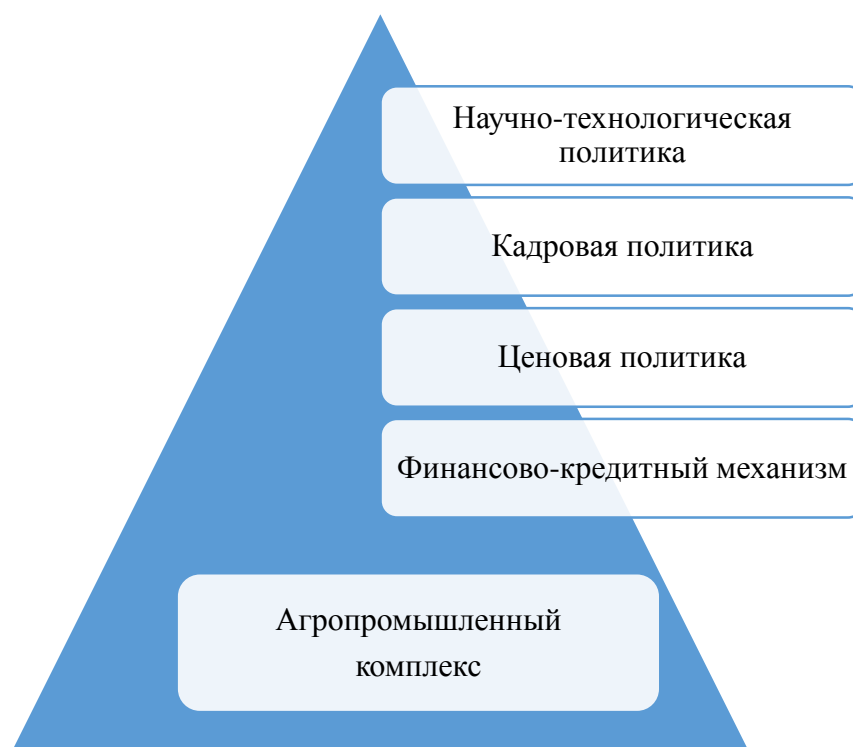 Научно-технологическая
политика
Кадровая политика
Ценовая политика
Финансово-кредитный механизм
Агропромышленный
комплекс